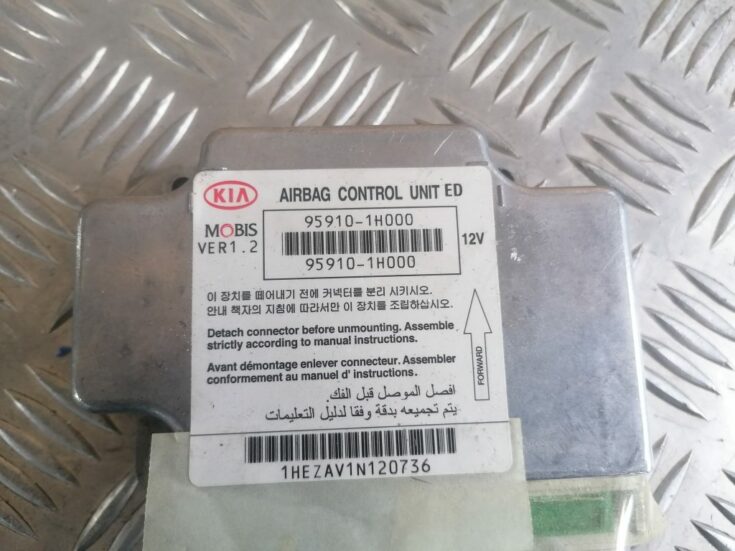 KIA AIRBAG CONTROL UNIT ED
MOBIS
VER1.2
95910-1H000
95910-1H000
12V
이 장치를 떼어내기 전에 커넥터를 분리 시키시오.
안내 책자의 지침에 따라서만 이 장치를 조립하십시오.
Detach connector before unmounting. Assemble
strictly according to manual instructions.
Avant démontage enlever connecteur. Assembler
conformement au manuel d' instructions.
افصل الموصل قبل الفك.
يتم تجميعه بدقة وفقا لدليل التعليمات
FORWARD
1HEZAV1N120736